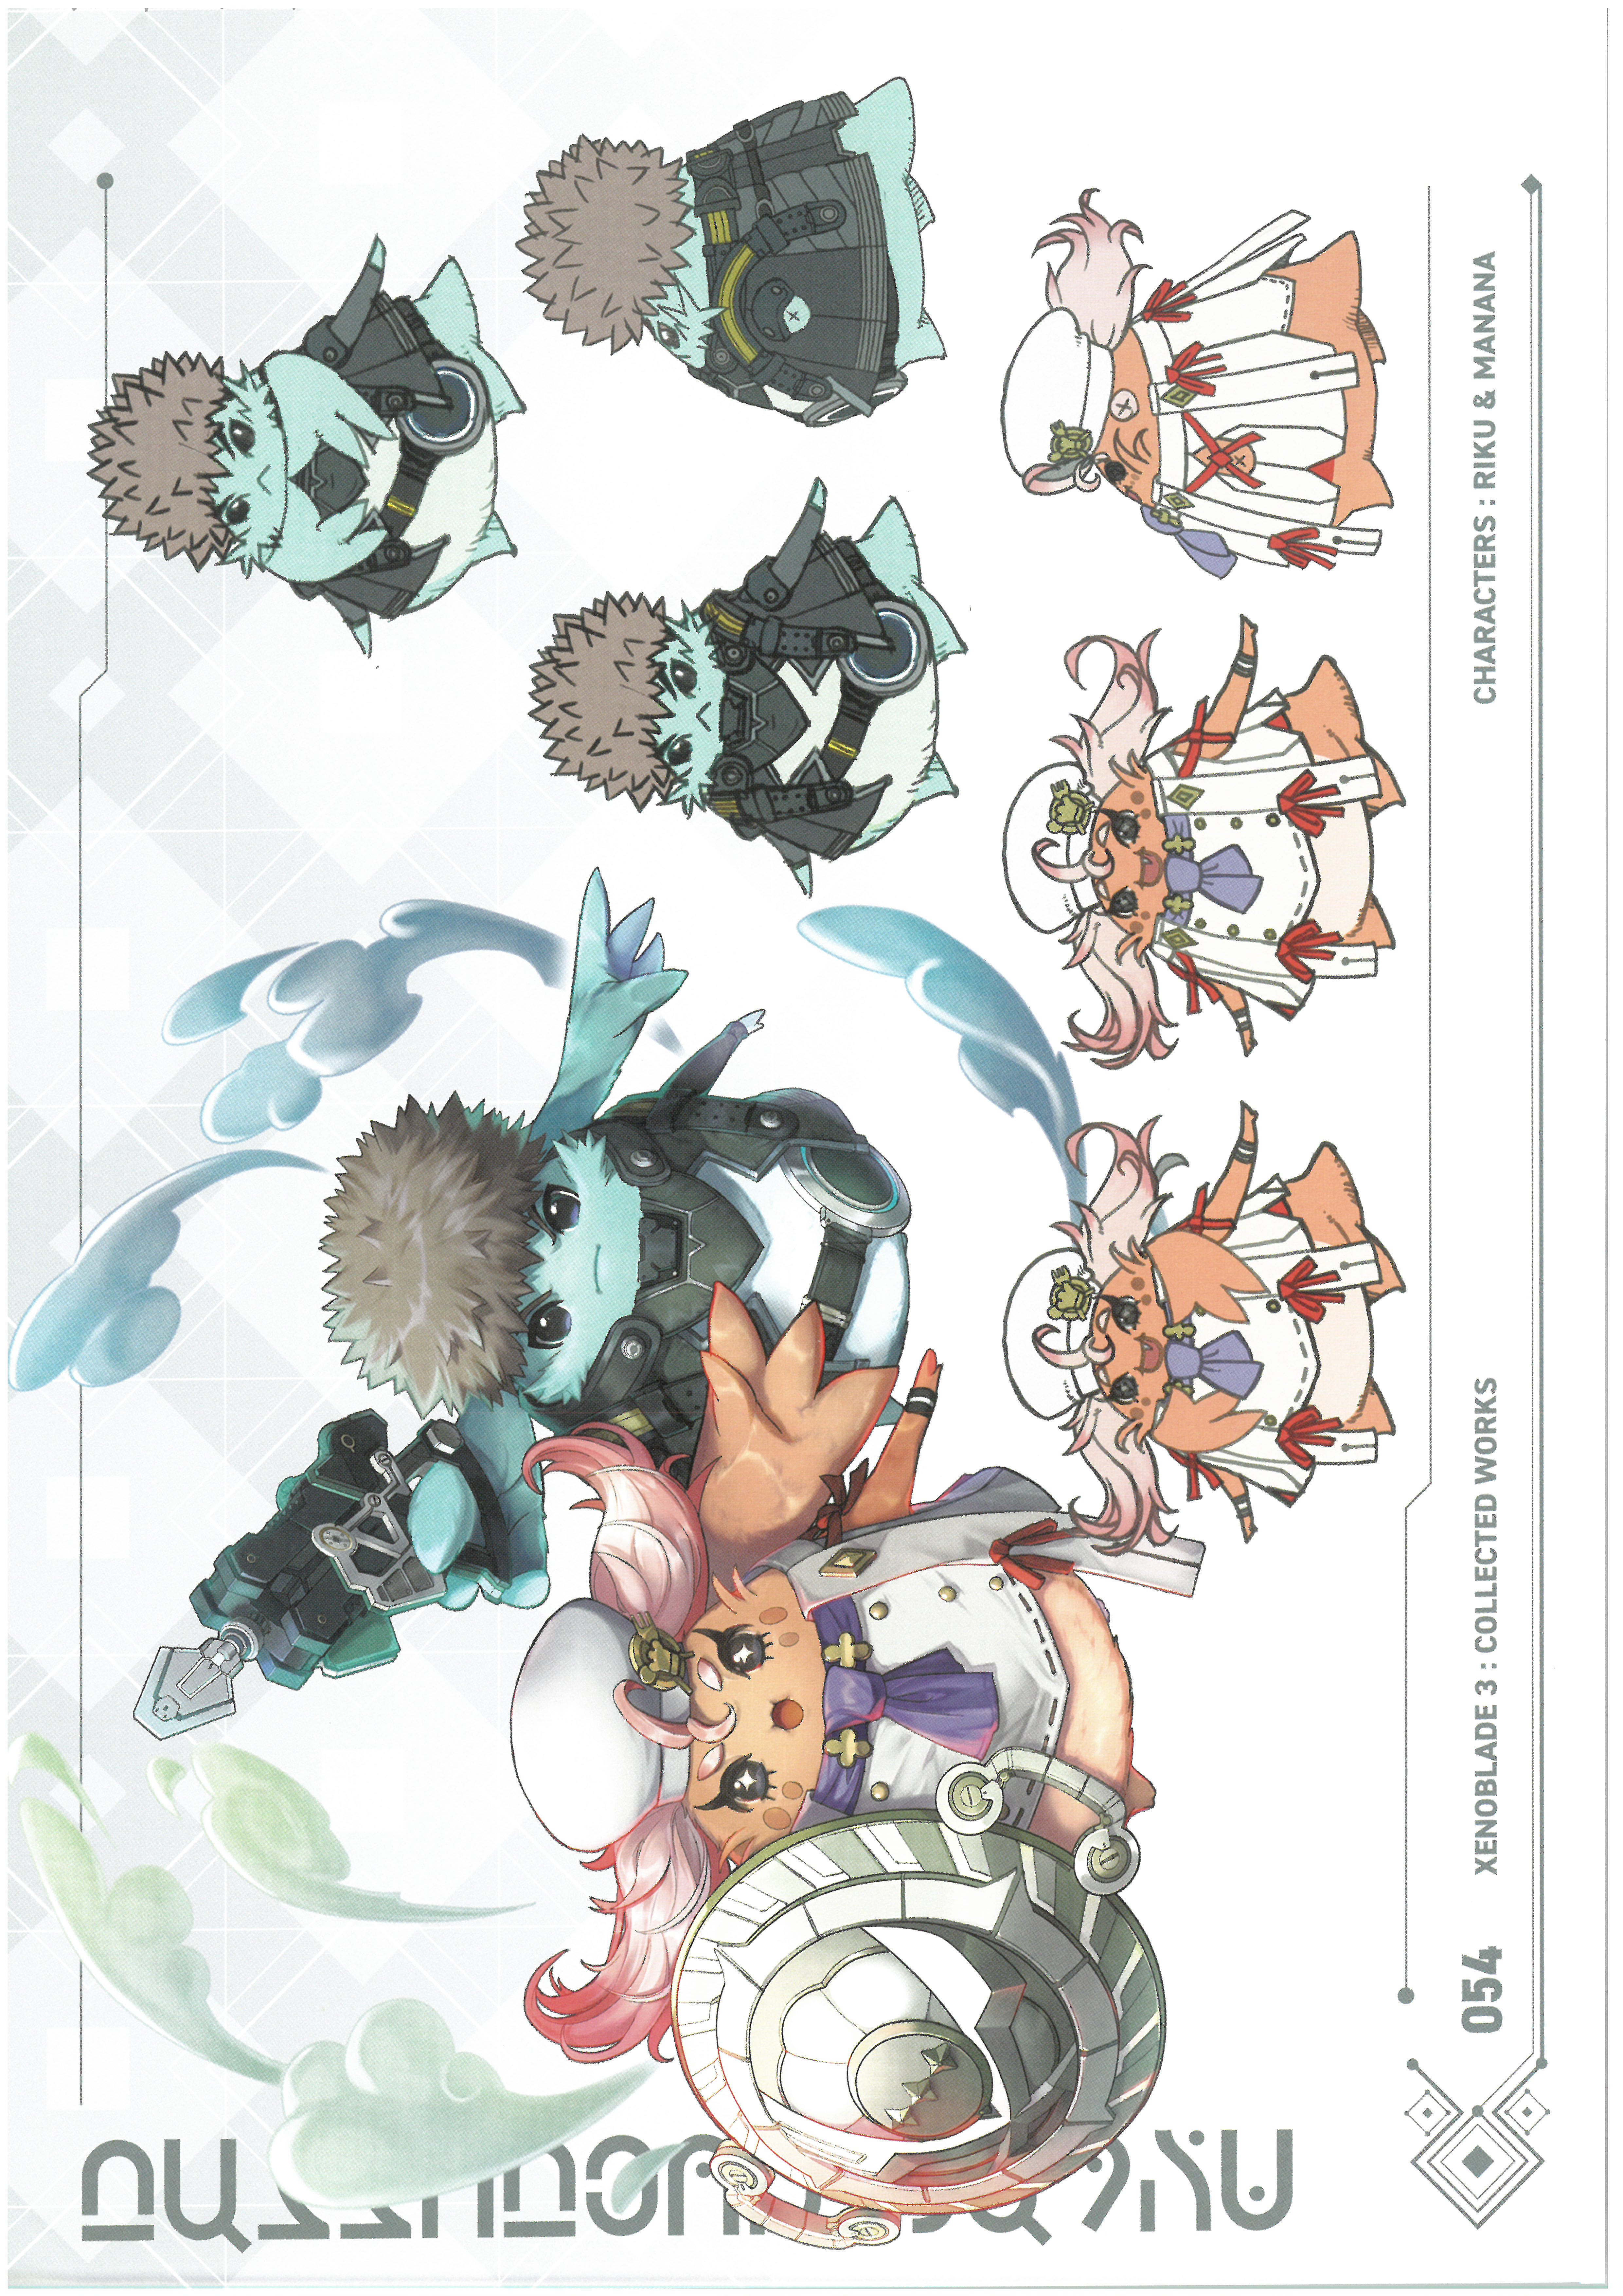 CHARACTERS : RIKU & MANANA
XENOBLADE 3 : COLLECTED WORKS
054